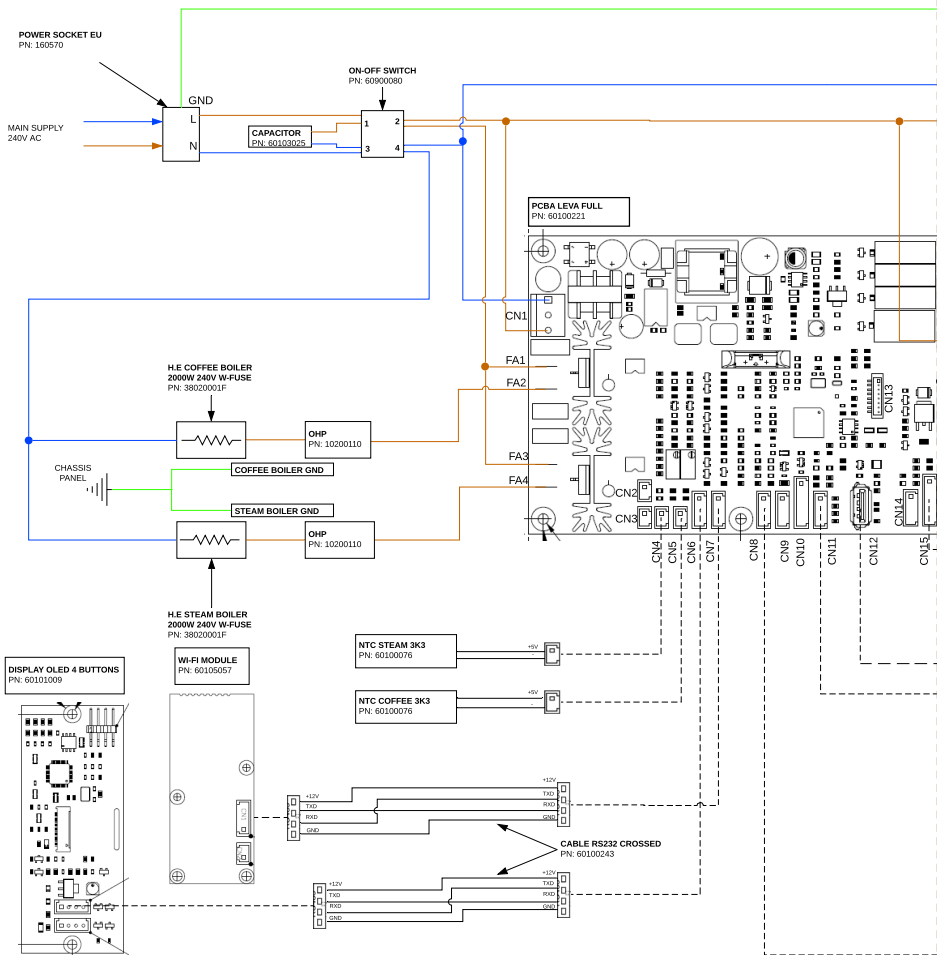 POWER SOCKET EU
PN: 160570
GND
L
N
MAIN SUPPLY
240V AC
ON-OFF SWITCH
PN: 60900080
1
2
3
4
CAPACITOR
PN: 60103025
PCBA LEVA FULL
PN: 60100221
CN1
FA1
FA2
FA3
FA4
CN2
CN3
CN4
CN5
CN6
CN7
CN8
CN9
CN10
CN11
CN12
CN13
CN14
CN15
H.E COFFEE BOILER
2000W 240V W-FUSE
PN: 38020001F
OHP
PN: 10200110
CHASSIS
PANEL
COFFEE BOILER GND
STEAM BOILER GND
OHP
PN: 10200110
H.E STEAM BOILER
2000W 240V W-FUSE
PN: 38020001F
NTC STEAM 3K3
PN: 60100076
+5V
-
NTC COFFEE 3K3
PN: 60100076
+5V
-
DISPLAY OLED 4 BUTTONS
PN: 60101009
WI-FI MODULE
PN: 60105057
CN1
+12V
TXD
RXD
GND
+12V
TXD
RXD
GND
CABLE RS232 CROSSED
PN: 60100243
+12V
TXD
RXD
GND
+12V
TXD
RXD
GND